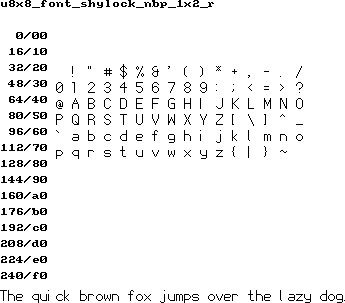 u8x8_font_shylock_nbp_1x2_r
0/00
16/10
32/20 ! " # $ % & ' ( ) * + , - . /
48/30 0 1 2 3 4 5 6 7 8 9 : ; < = > ?
64/40 @ A B C D E F G H I J K L M N O
80/50 P Q R S T U V W X Y Z [ \ ] ^ _
96/60 ` a b c d e f g h i j k l m n o
112/70 p q r s t u v w x y z { | } ~
128/80
144/90
160/a0
176/b0
192/c0
208/d0
224/e0
240/f0
The quick brown fox jumps over the lazy dog.